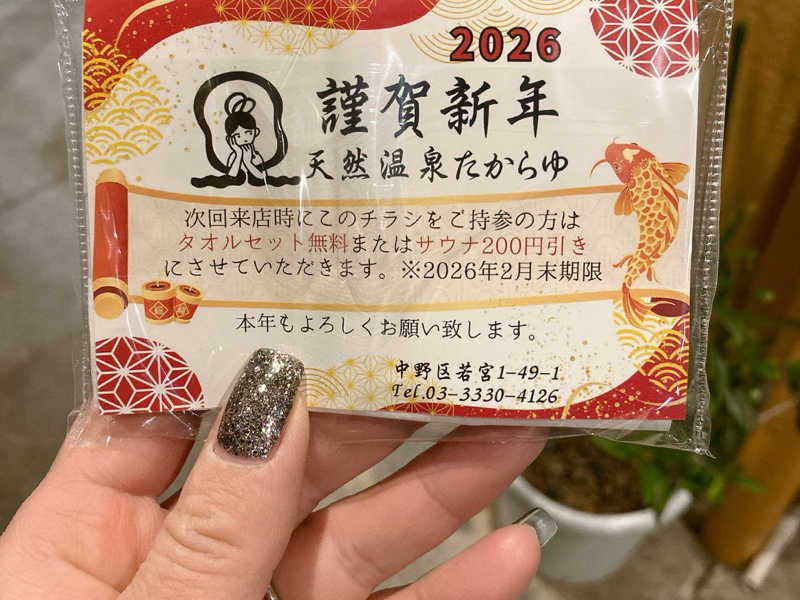 2026
謹賀新年
天然温泉たからゆ
次回来店時にこのチラシをご持参の方は
タオルセット無料またはサウナ200円引き
にさせていただきます。※2026年2月末期限
本年もよろしくお願い致します。
中野区若宮1-49-1
Tel.03-3330-4126